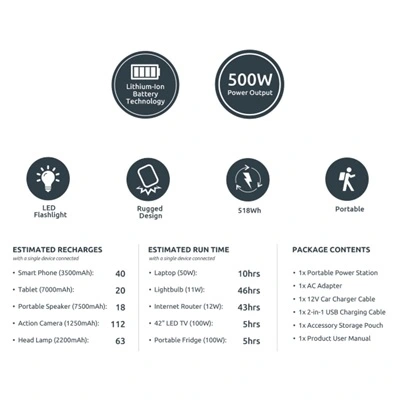 Lithium-Ion
Battery
Technology
500W
Power Output
LED
Flashlight
Rugged
Design
518Wh
Portable
ESTIMATED RECHARGES
with a single device connected
• Smart Phone (3500mAh): 40
• Tablet (7000mAh): 20
• Portable Speaker (7500mAh): 18
• Action Camera (1250mAh): 112
• Head Lamp (2200mAh): 63
ESTIMATED RUN TIME
with a single device connected
• Laptop (50W): 10hrs
• Lightbulb (11W): 46hrs
• Internet Router (12W): 43hrs
• 42" LED TV (100W): 5hrs
• Portable Fridge (100W): 5hrs
PACKAGE CONTENTS
• 1x Portable Power Station
• 1x AC Adapter
• 1x 12V Car Charger Cable
• 1x 2-in-1 USB Charging Cable
• 1x Accessory Storage Pouch
• 1x Product User Manual